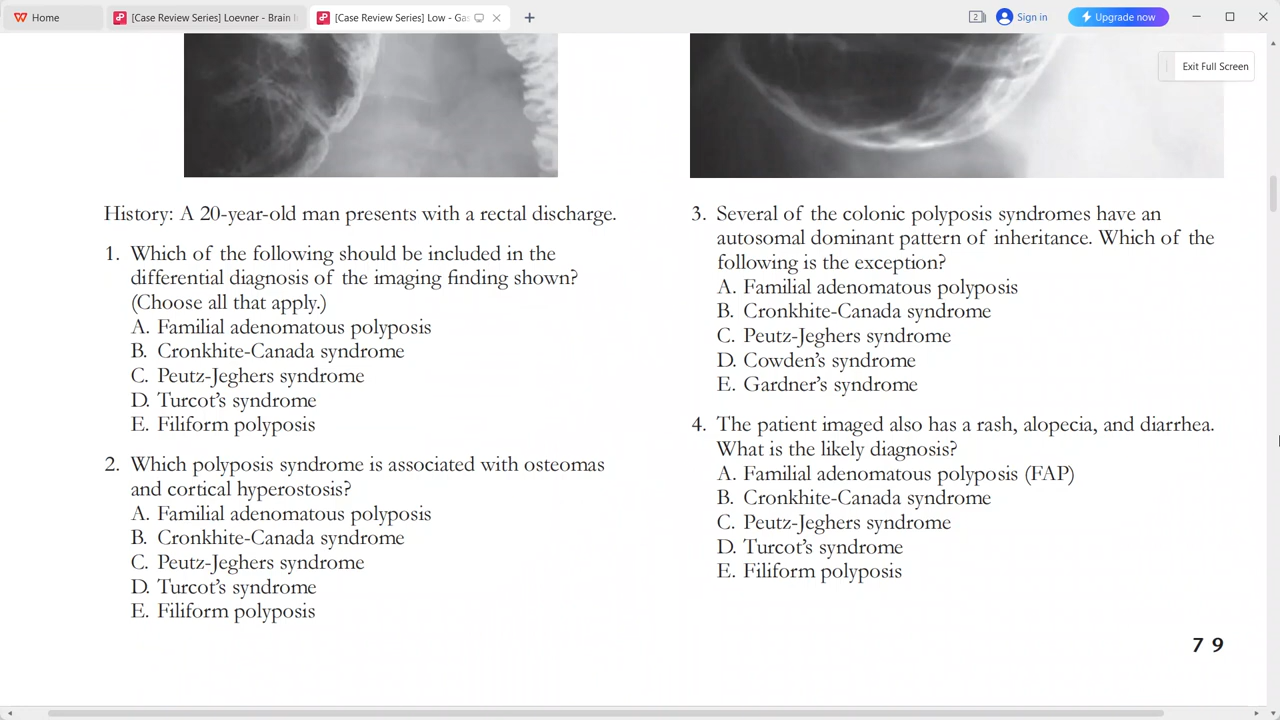 Home
[Case Review Series] Loevner - Brain I
[Case Review Series] Low - Ga
2
Sign in
Upgrade now
Exit Full Screen
History: A 20-year-old man presents with a rectal discharge.
1. Which of the following should be included in the
differential diagnosis of the imaging finding shown?
(Choose all that apply.)
A. Familial adenomatous polyposis
B. Cronkhite-Canada syndrome
C. Peutz-Jeghers syndrome
D. Turcot's syndrome
E. Filiform polyposis
2. Which polyposis syndrome is associated with osteomas
and cortical hyperostosis?
A. Familial adenomatous polyposis
B. Cronkhite-Canada syndrome
C. Peutz-Jeghers syndrome
D. Turcot's syndrome
E. Filiform polyposis
3. Several of the colonic polyposis syndromes have an
autosomal dominant pattern of inheritance. Which of the
following is the exception?
A. Familial adenomatous polyposis
B. Cronkhite-Canada syndrome
C. Peutz-Jeghers syndrome
D. Cowden's syndrome
E. Gardner's syndrome
4. The patient imaged also has a rash, alopecia, and diarrhea.
What is the likely diagnosis?
A. Familial adenomatous polyposis (FAP)
B. Cronkhite-Canada syndrome
C. Peutz-Jeghers syndrome
D. Turcot's syndrome
E. Filiform polyposis
79